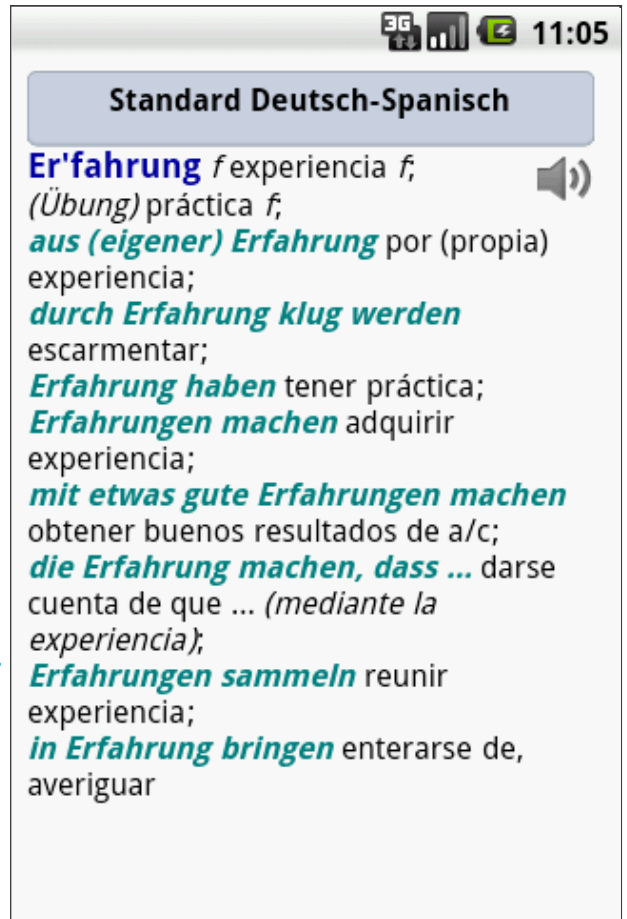 3G 11:05
Standard Deutsch-Spanisch
Er'fahrung f experiencia f;
(Übung) práctica f;
aus (eigener) Erfahrung por (propia)
experiencia;
durch Erfahrung klug werden
escarmentar;
Erfahrung haben tener práctica;
Erfahrungen machen adquirir
experiencia;
mit etwas gute Erfahrungen machen
obtener buenos resultados de a/c;
die Erfahrung machen, dass ... darse
cuenta de que ... (mediante la
experiencia);
Erfahrungen sammeln reunir
experiencia;
in Erfahrung bringen enterarse de,
averiguar